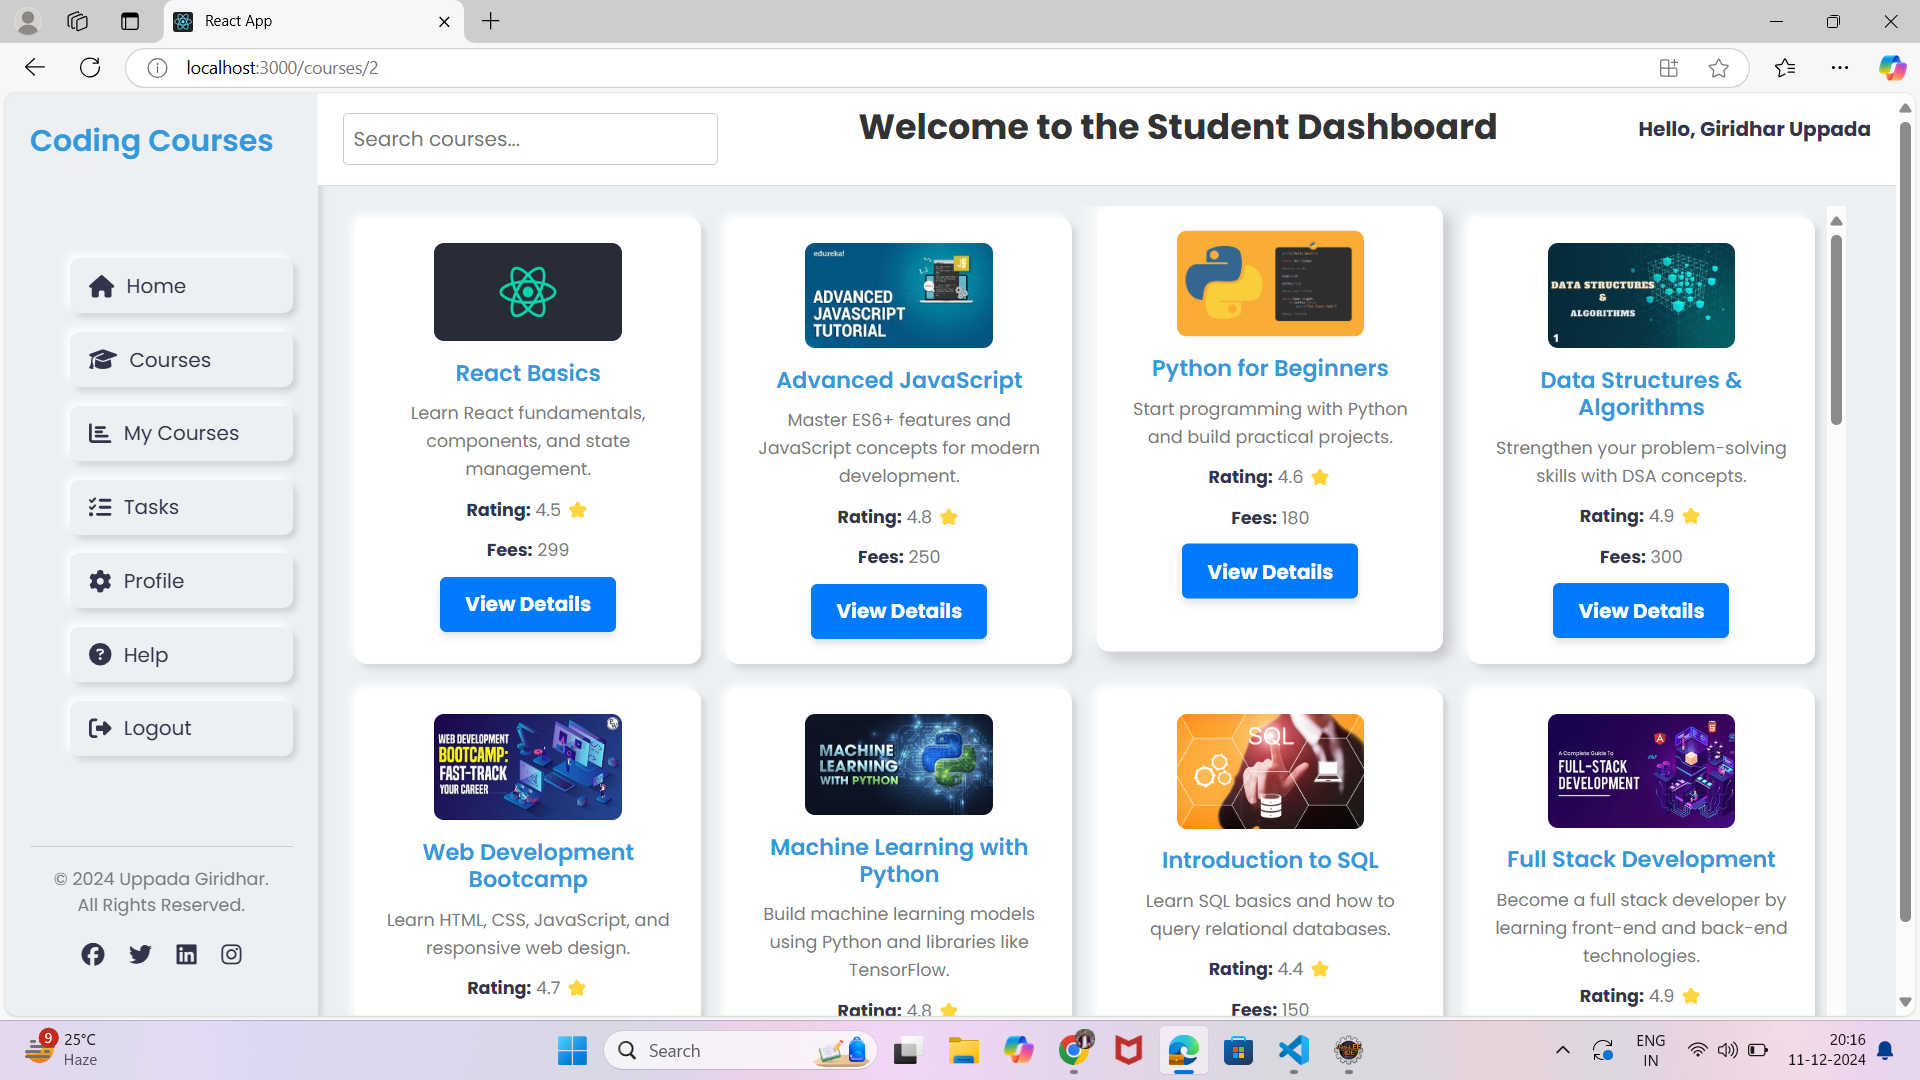 React App
localhost:3000/courses/2
Coding Courses
Search courses...
Welcome to the Student Dashboard
Hello, Giridhar Uppada
Home
Courses
My Courses
Tasks
Profile
Help
Logout
© 2024 Uppada Giridhar.
All Rights Reserved.
React Basics
Learn React fundamentals,
components, and state
management.
Rating: 4.5
Fees: 299
View Details
edureka!
ADVANCED
JAVASCRIPT
TUTORIAL
Advanced JavaScript
Master ES6+ features and
JavaScript concepts for modern
development.
Rating: 4.8
Fees: 250
View Details
Python for Beginners
Start programming with Python
and build practical projects.
Rating: 4.6
Fees: 180
View Details
DATA STRUCTURES
&
ALGORITHMS
1
Data Structures &
Algorithms
Strengthen your problem-solving
skills with DSA concepts.
Rating: 4.9
Fees: 300
View Details
WEB DEVELOPMENT
BOOTCAMP:
FAST-TRACK
YOUR CAREER
Web Development
Bootcamp
Learn HTML, CSS, JavaScript, and
responsive web design.
Rating: 4.7
MACHINE
LEARNING
WITH PYTHON
Machine Learning with
Python
Build machine learning models
using Python and libraries like
TensorFlow.
Rating: 4.8
SQL
Introduction to SQL
Learn SQL basics and how to
query relational databases.
Rating: 4.4
Fees: 150
A Complete Guide To
FULL-STACK
DEVELOPMENT
Full Stack Development
Become a full stack developer by
learning front-end and back-end
technologies.
Rating: 4.9
9
25°C
Haze
Search
ENG
IN
20:16
11-12-2024